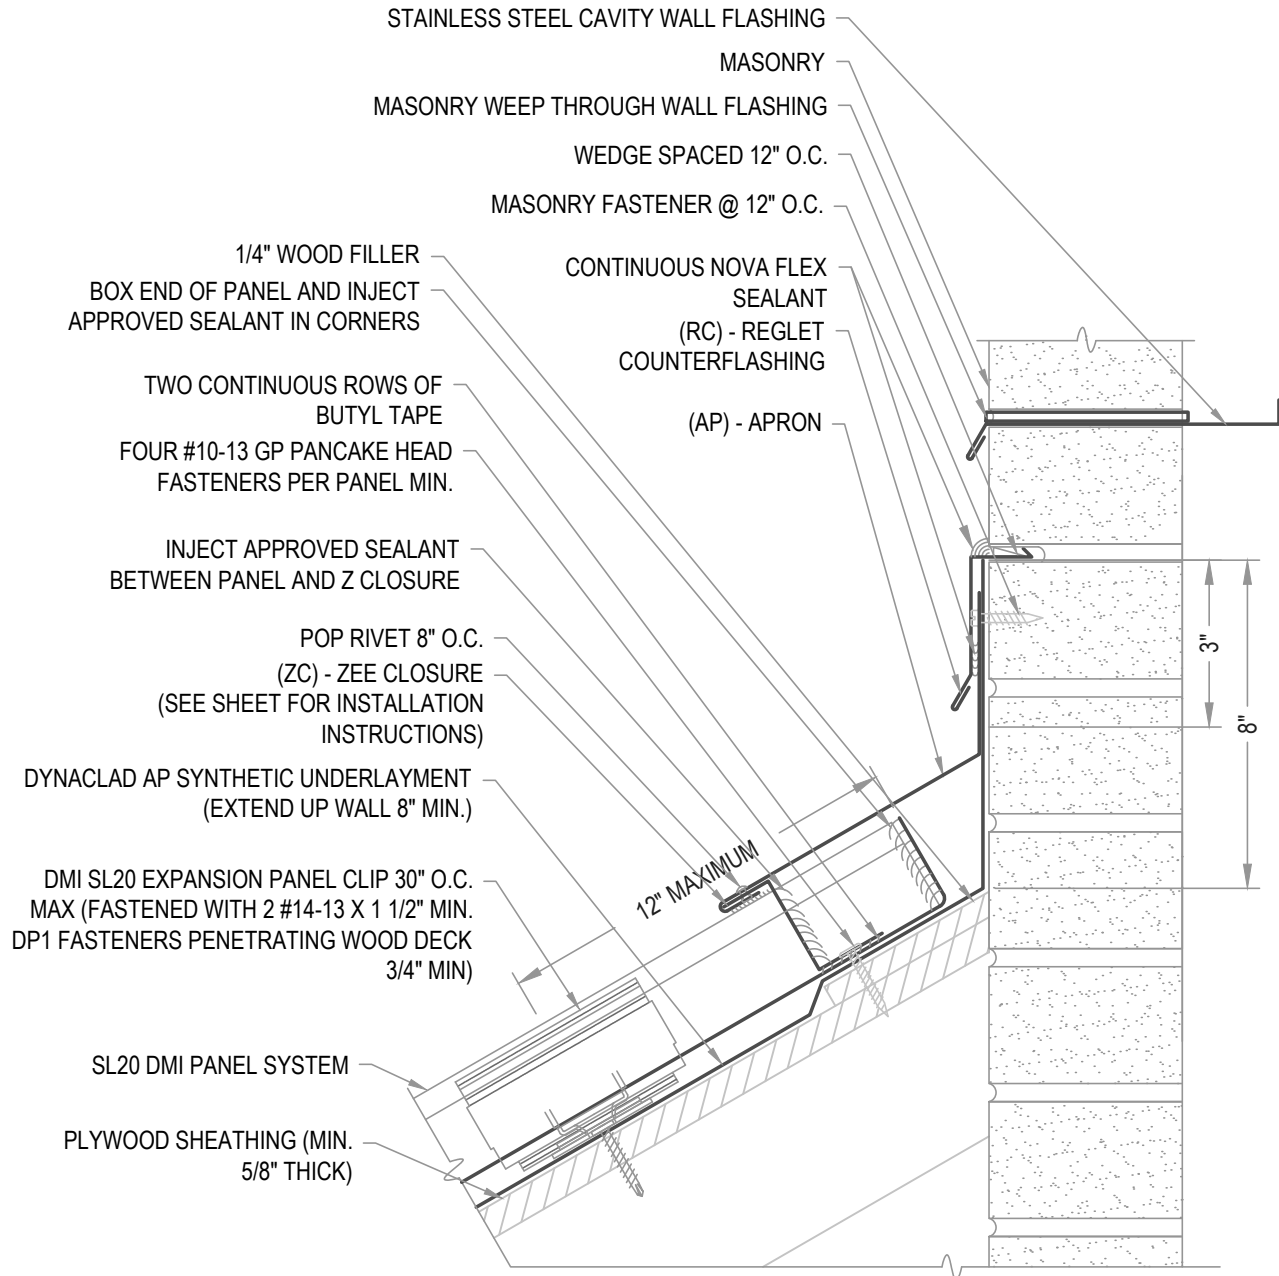 STAINLESS STEEL CAVITY WALL FLASHING
MASONRY
MASONRY WEEP THROUGH WALL FLASHING
WEDGE SPACED 12" O.C.
MASONRY FASTENER @ 12" O.C.
1/4" WOOD FILLER
BOX END OF PANEL AND INJECT
APPROVED SEALANT IN CORNERS
CONTINUOUS NOVA FLEX
SEALANT
(RC) - REGLET
COUNTERFLASHING
TWO CONTINUOUS ROWS OF
BUTYL TAPE
(AP) - APRON
FOUR #10-13 GP PANCAKE HEAD
FASTENERS PER PANEL MIN.
INJECT APPROVED SEALANT
BETWEEN PANEL AND Z CLOSURE
POP RIVET 8" O.C.
(ZC) - ZEE CLOSURE
(SEE SHEET FOR INSTALLATION
INSTRUCTIONS)
3"
8"
DYNACLAD AP SYNTHETIC UNDERLAYMENT
(EXTEND UP WALL 8" MIN.)
12" MAXIMUM
DMI SL20 EXPANSION PANEL CLIP 30" O.C.
MAX (FASTENED WITH 2 #14-13 X 1 1/2" MIN.
DP1 FASTENERS PENETRATING WOOD DECK
3/4" MIN)
SL20 DMI PANEL SYSTEM
PLYWOOD SHEATHING (MIN.
5/8" THICK)